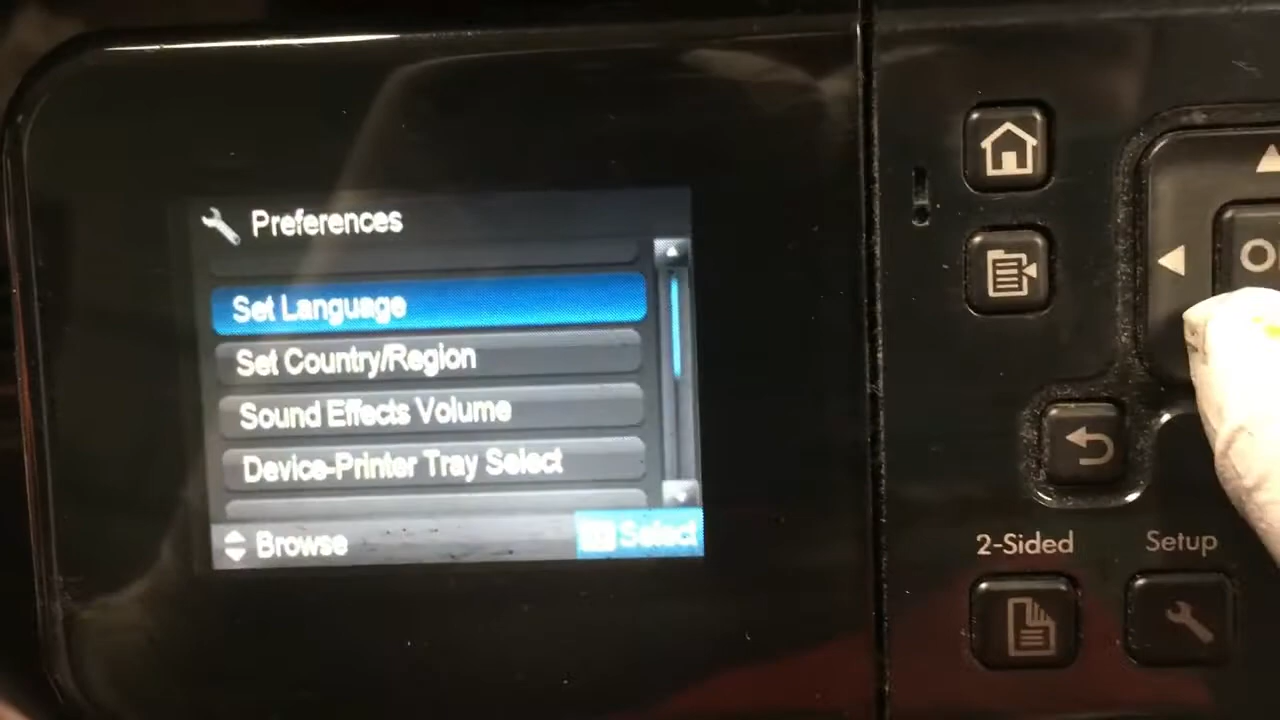 Preferences
Set Language
Set Country/Region
Sound Effects Volume
Device-Printer Tray Select
Browse
Select
2-Sided
Setup